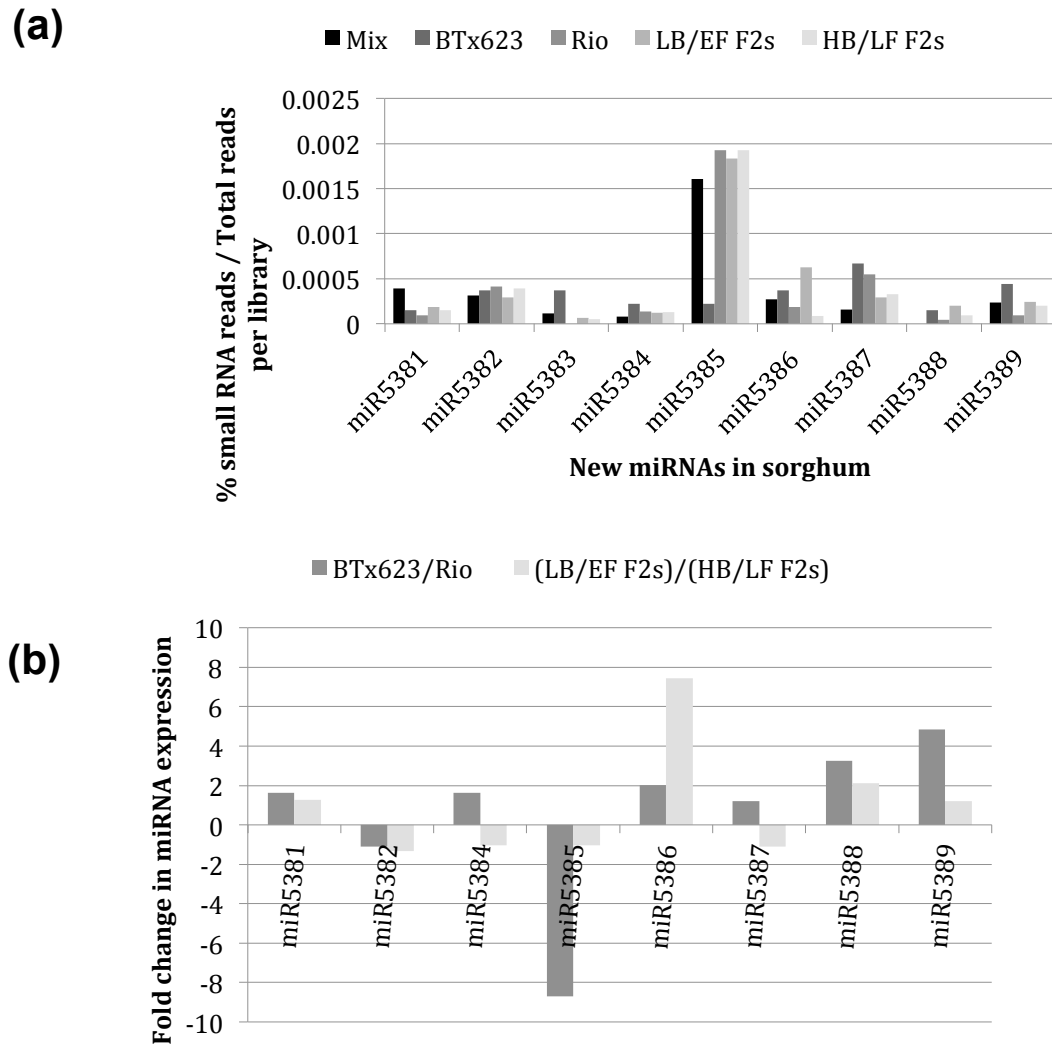 (a)
Mix BTx623 Rio LB/EF F2s HB/LF F2s
% small RNA reads / Total reads
per library
0.0025
0.002
0.0015
0.001
0.0005
0
miR5381 miR5382 miR5383 miR5384 miR5385 miR5386 miR5387 miR5388 miR5389
New miRNAs in sorghum
BTx623/Rio (LB/EF F2s)/(HB/LF F2s)
(b)
Fold change in miRNA expression
10
8
6
4
2
0
-2
-4
-6
-8
-10
miR5381 miR5382 miR5384 miR5385 miR5386 miR5387 miR5388 miR5389